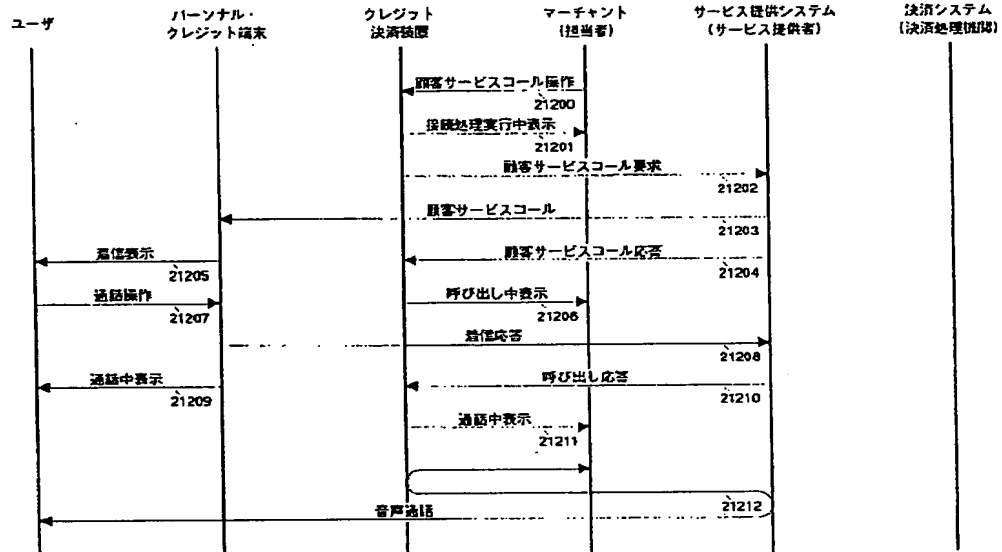 ユーザ
パーソナル・
クレジット端末
クレジット
決済装置
マーチャント
(担当者)
サービス提供システム
(サービス提供者)
決済システム
(決済処理機関)
顧客サービスコール操作
21200
接続処理実行中表示
21201
顧客サービスコール要求
21202
顧客サービスコール
21203
着信表示
21205
顧客サービスコール応答
21204
通話操作
21207
呼び出し中表示
21206
着信応答
21208
通話中表示
21209
呼び出し応答
21210
通話中表示
21211
21212
音声通話